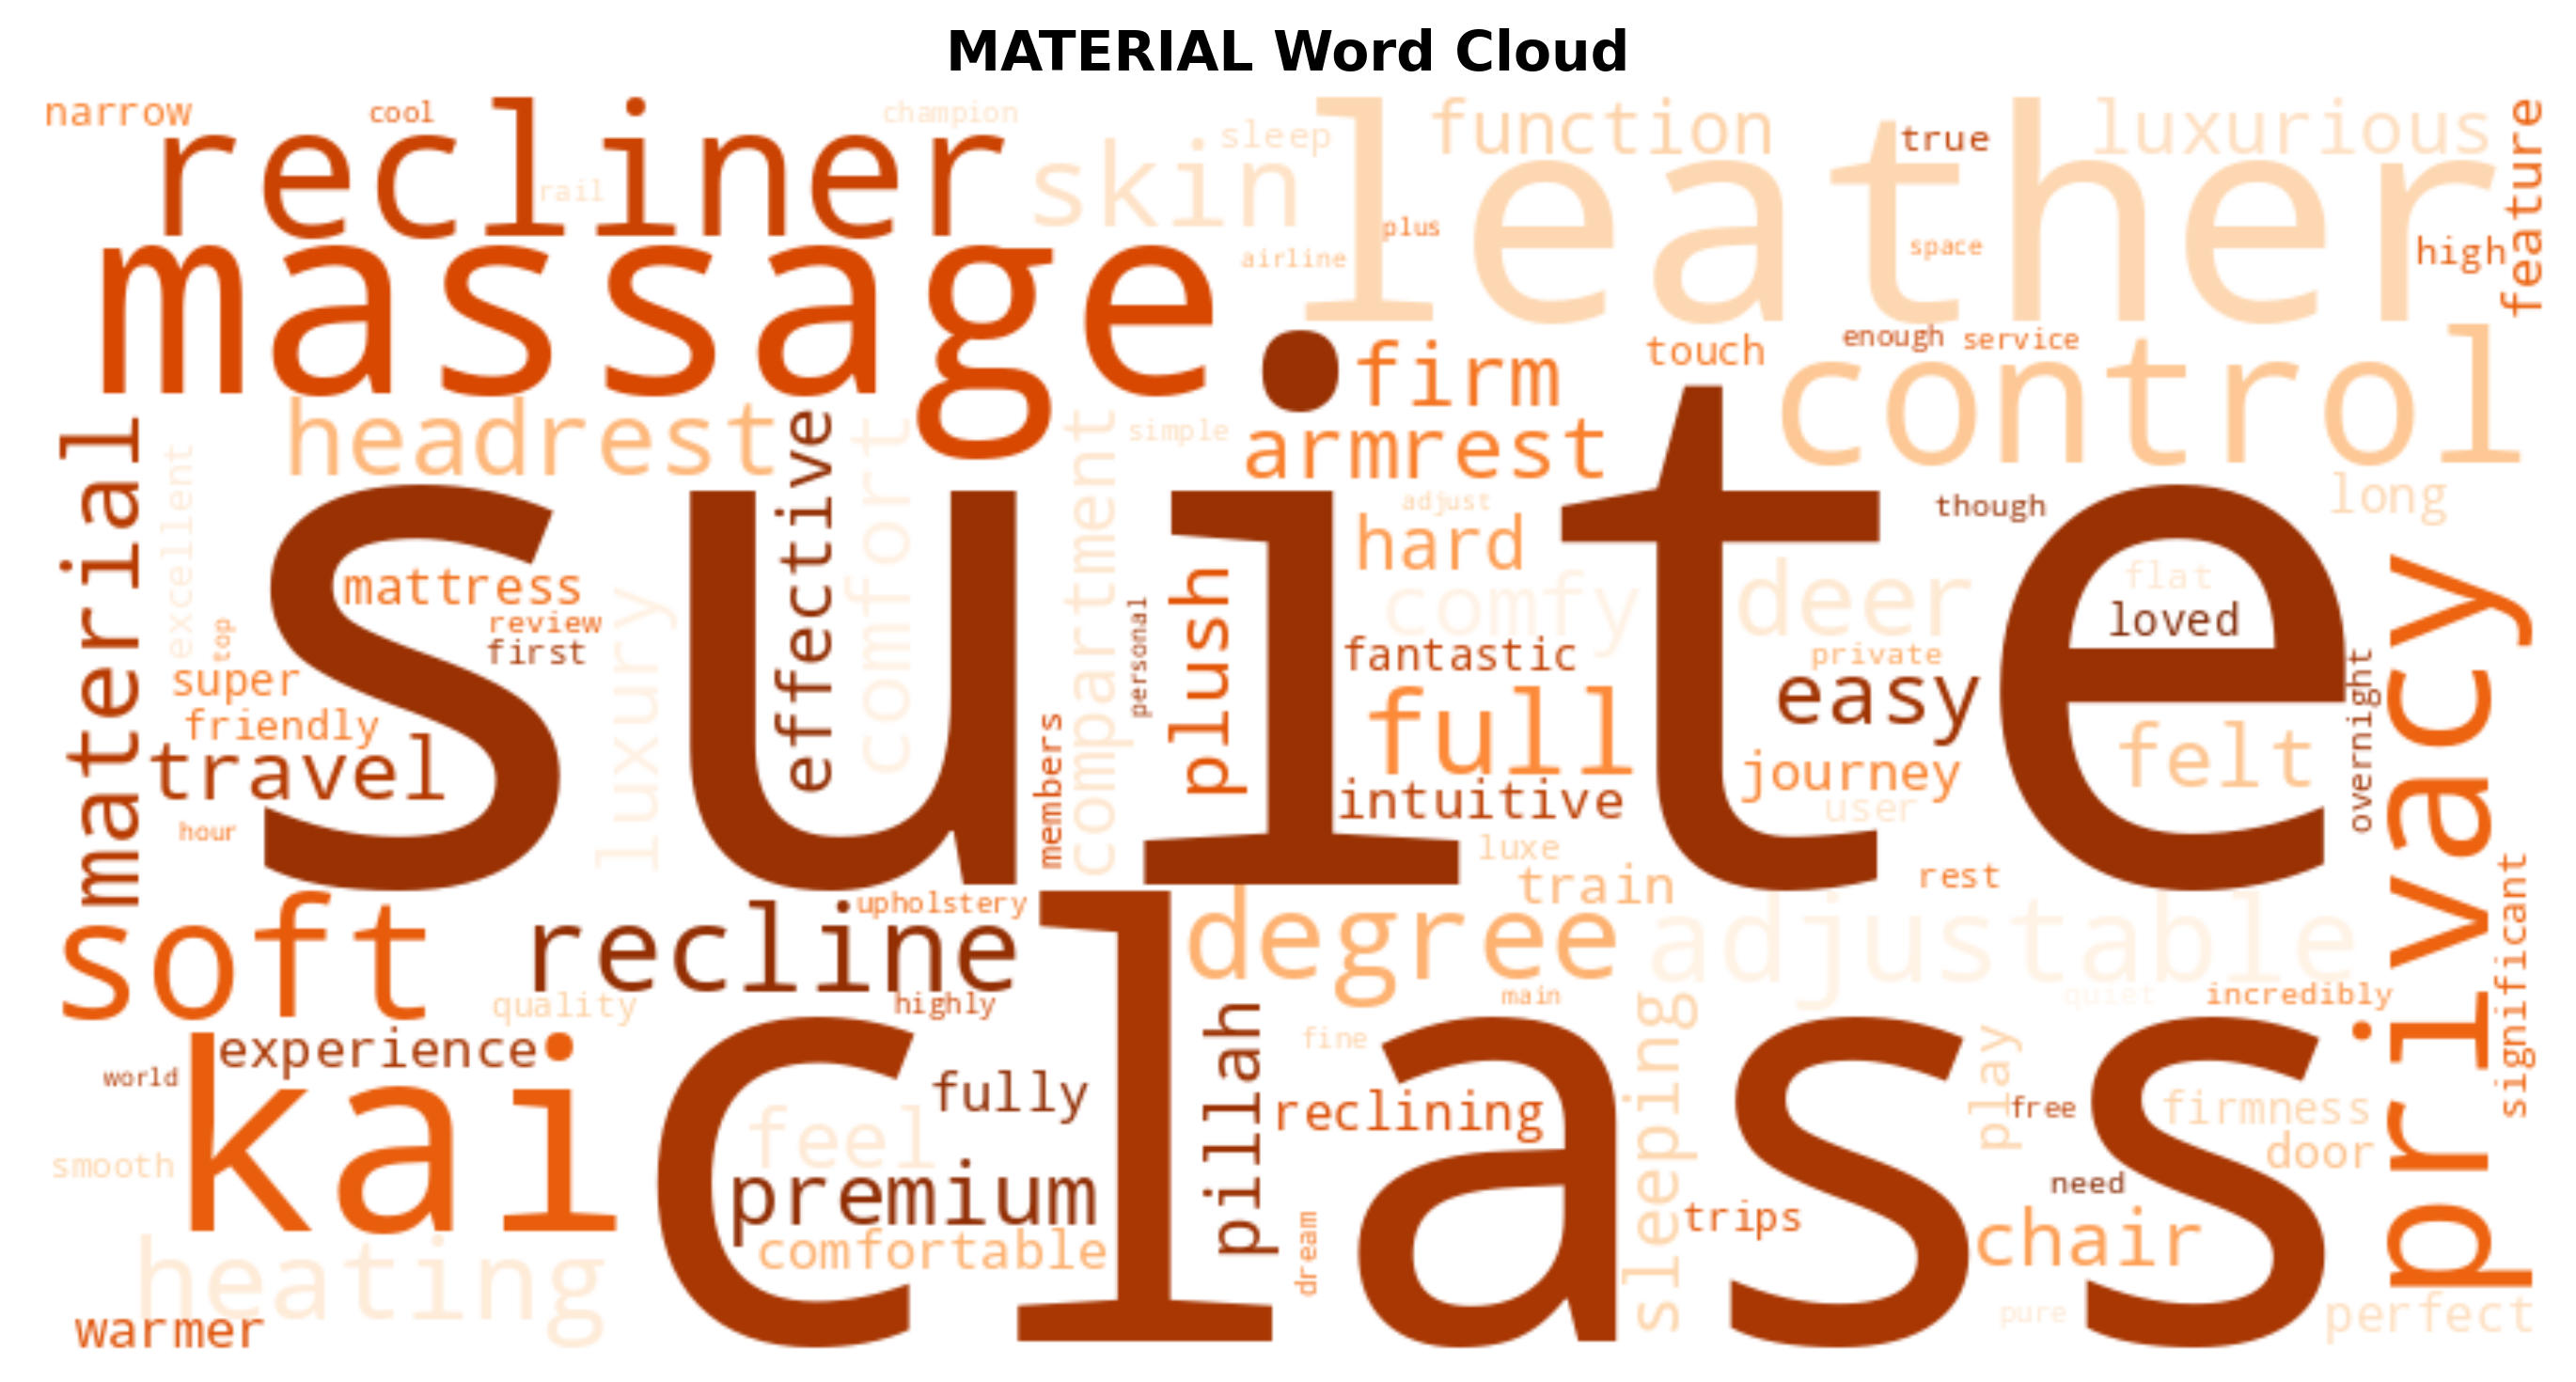 MATERIAL Word Cloud
narrow
cool
champion
recliner
rail
skin
sleep
leather
function
true
luxurious
feature
plus
airline
space
high
massage
firm
touch
enough
service
control
headrest
armrest
simple
material
excellent
effective
comfort
compartment
suite
adjust
hard
though
long
mattress
review
first
top
luxury
personal
plush
comfy
deer
flat
loved
fantastic
private
easy
overnight
privacy
super
friendly
travel
hour
members
full
intuitive
journey
user
felt
luxe
train
rest
soft
recline
upholstery
degree
adjustable
quality
highly
main
quiet
incredibly
significant
kai
experience
world
class
fully
feel
premium
comfortable
pillah
fine
reclining
sleeping
play
free
firmness
door
smooth
heating
warmer
dream
trips
need
chair
pure
perfect